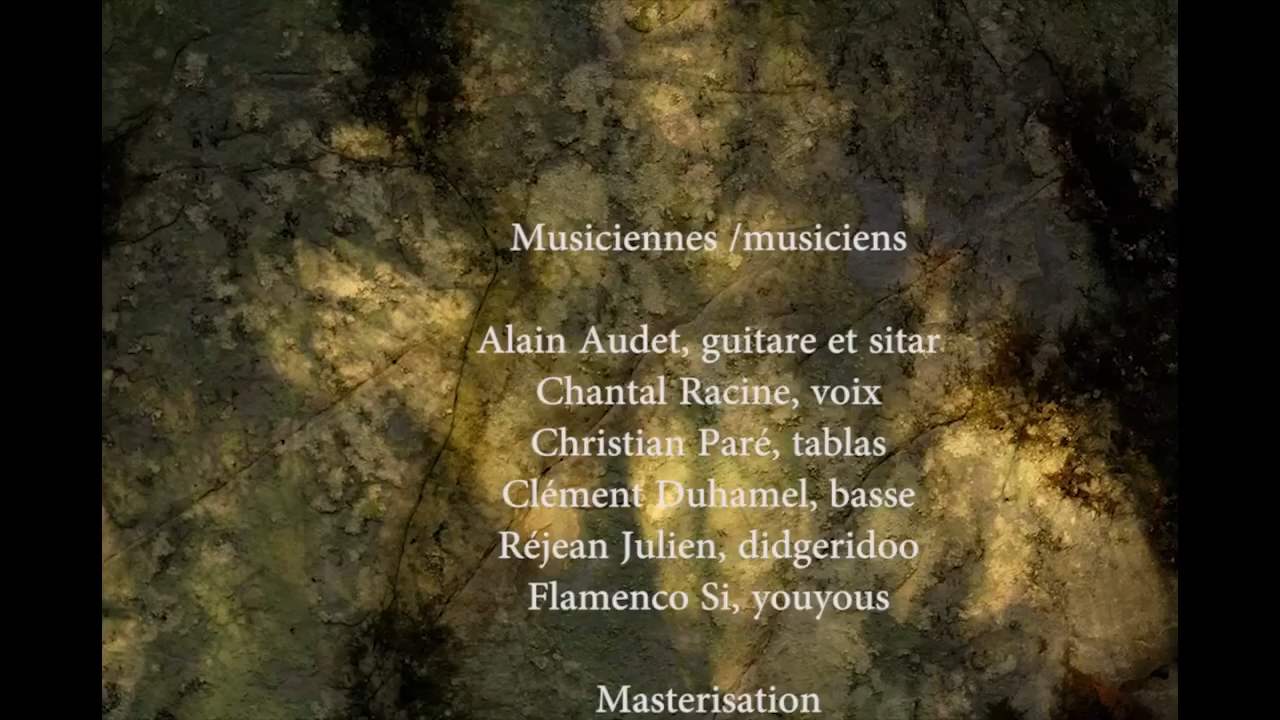 Musiciennes /musiciens
Alain Audet, guitare et sitar
Chantal Racine, voix
Christian Paré, tablas
Clément Duhamel, basse
Réjean Julien, didgeridoo
Flamenco Si, youyous
Masterisation